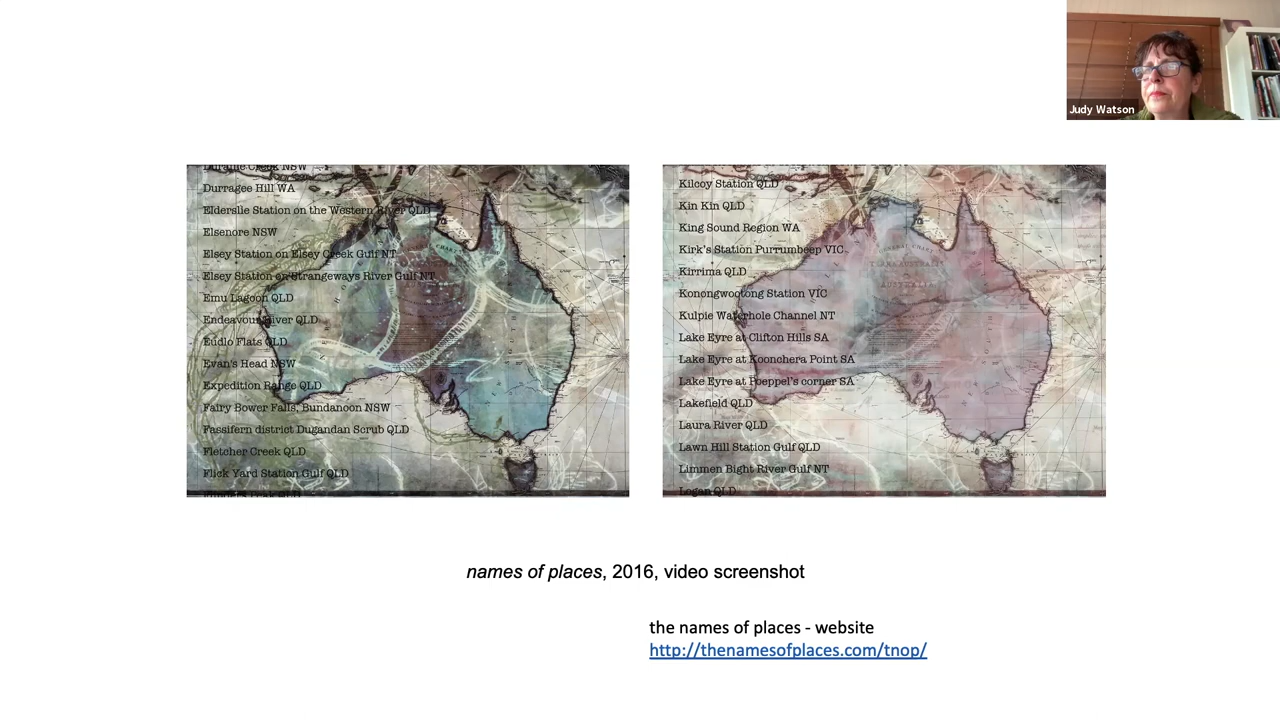 Judy Watson
Durragee Hill WA
Elderslie Station on the Western River QLD
Elsenore NSW
Elsey Station on Elsey Creek Gulf NT
Elsey Station on Strangeways River Gulf NT
Emu Lagoon QLD
Endeavour River QLD
Eudlo Flats QLD
Evan's Head NSW
Expedition Range QLD
Fairy Bower Falls, Bundanoon NSW
Fassifern district Dugandan Scrub QLD
Fletcher Creek QLD
Flick Yard Station Gulf QLD
Kilcoy Station QLD
Kin Kin QLD
King Sound Region WA
Kirk's Station Purrumbeep VIC
Kirrima QLD
Konongwootong Station VIC
Kulpie Waterhole Channel NT
Lake Eyre at Clifton Hills SA
Lake Eyre at Koonchera Point SA
Lake Eyre at Poeppel's corner SA
Lakefield QLD
Laura River QLD
Lawn Hill Station Gulf QLD
Limmen Bight River Gulf NT
Logan QLD
names of places, 2016, video screenshot
the names of places - website
http://thenamesofplaces.com/tnop/